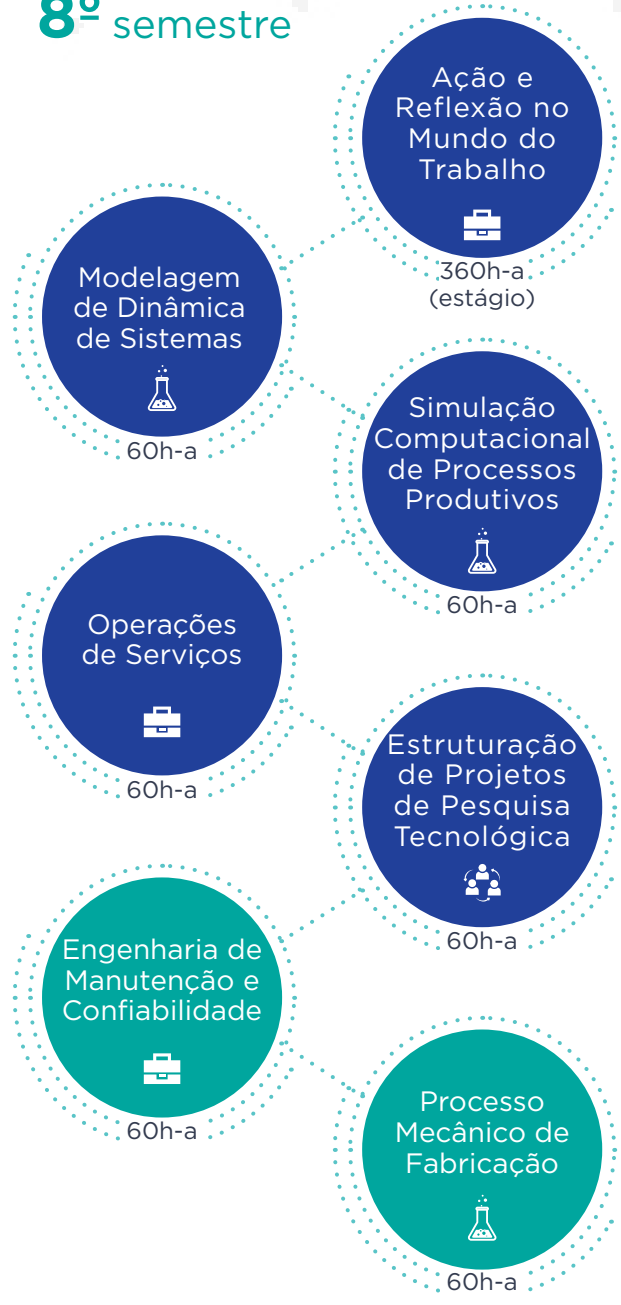 8º semestre
Ação e
Reflexão no
Mundo do
Trabalho
360h-a
(estágio)
Modelagem
de Dinâmica
de Sistemas
60h-a
Simulação
Computacional
de Processos
Produtivos
60h-a
Operações
de Serviços
60h-a
Estruturação
de Projetos
de Pesquisa
Tecnológica
60h-a
Engenharia de
Manutenção e
Confiabilidade
60h-a
Processo
Mecânico de
Fabricação
60h-a